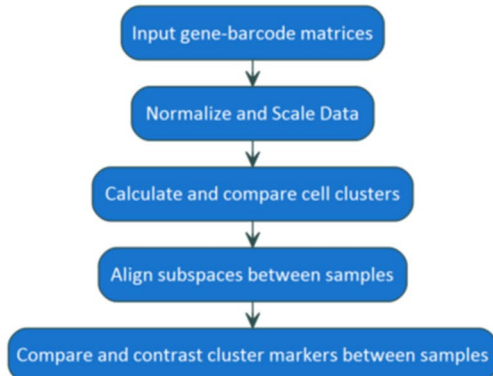 Input gene-barcode matrices
Normalize and Scale Data
Calculate and compare cell clusters
Align subspaces between samples
Compare and contrast cluster markers between samples